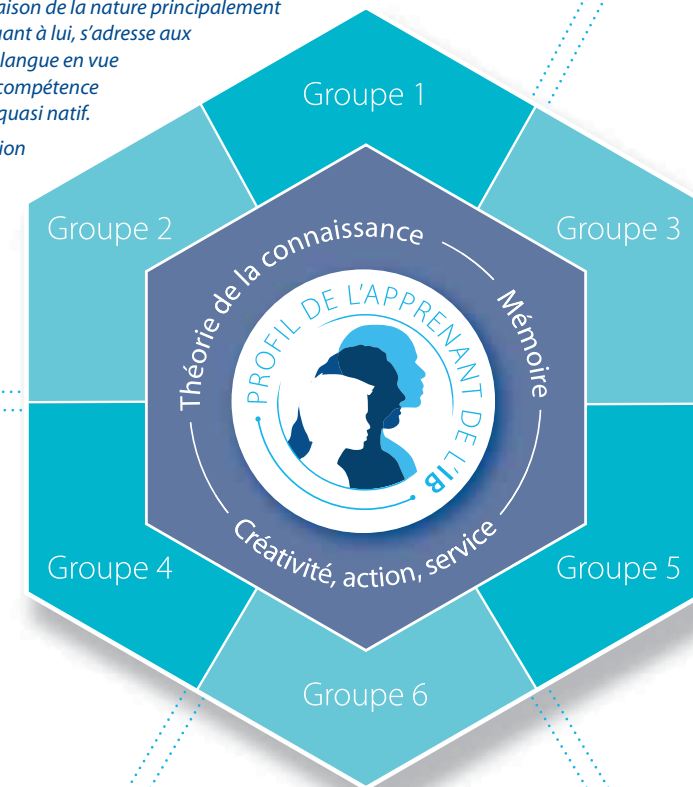 aison de la nature principalement
uant à lui, s'adresse aux
langue en vue
compétence
quasi natif.
ion
Groupe 1
Groupe 2
Groupe 3
Théorie de la connaissance
Mémoire
PROFIL DE L'APPRENANT DE L'IB
Créativité, action, service
Groupe 4
Groupe 5
Groupe 6